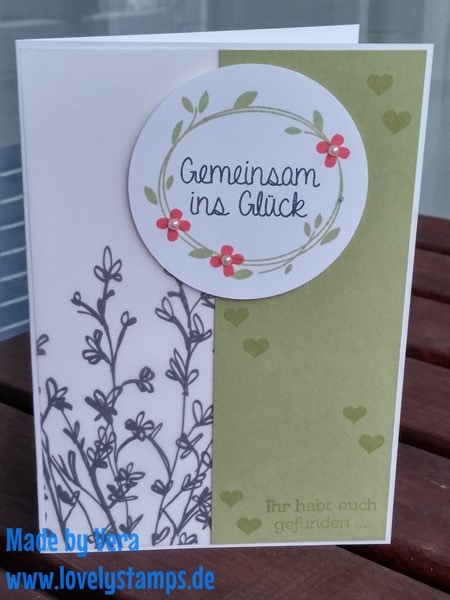 Gemeinsam
ins Glück
Ihr habt euch
gefunden ...
Made by Vera
www.lovelystamps.de